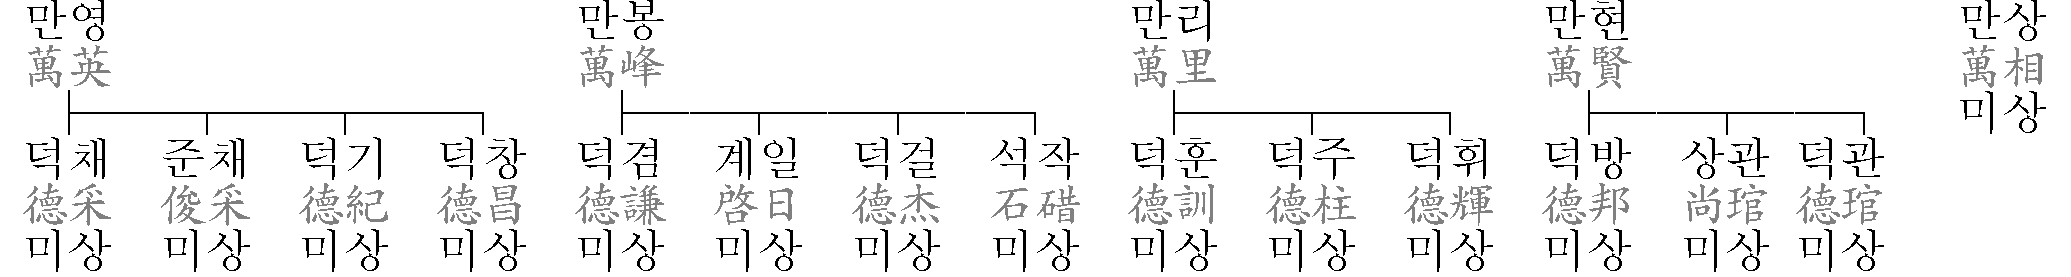 만영 만봉 만리 만현 만상
萬英 萬峰 萬里 萬賢 萬相
미상
덕채 준채 덕기 덕창 덕겸 계일 덕걸 석작 덕훈 덕주 덕휘 덕방 상관 덕관
德采 俊采 德紀 德昌 德謙 啓日 德杰 石碏 德訓 德柱 德輝 德邦 尚琯 德琯
미상 미상 미상 미상 미상 미상 미상 미상 미상 미상 미상 미상 미상 미상